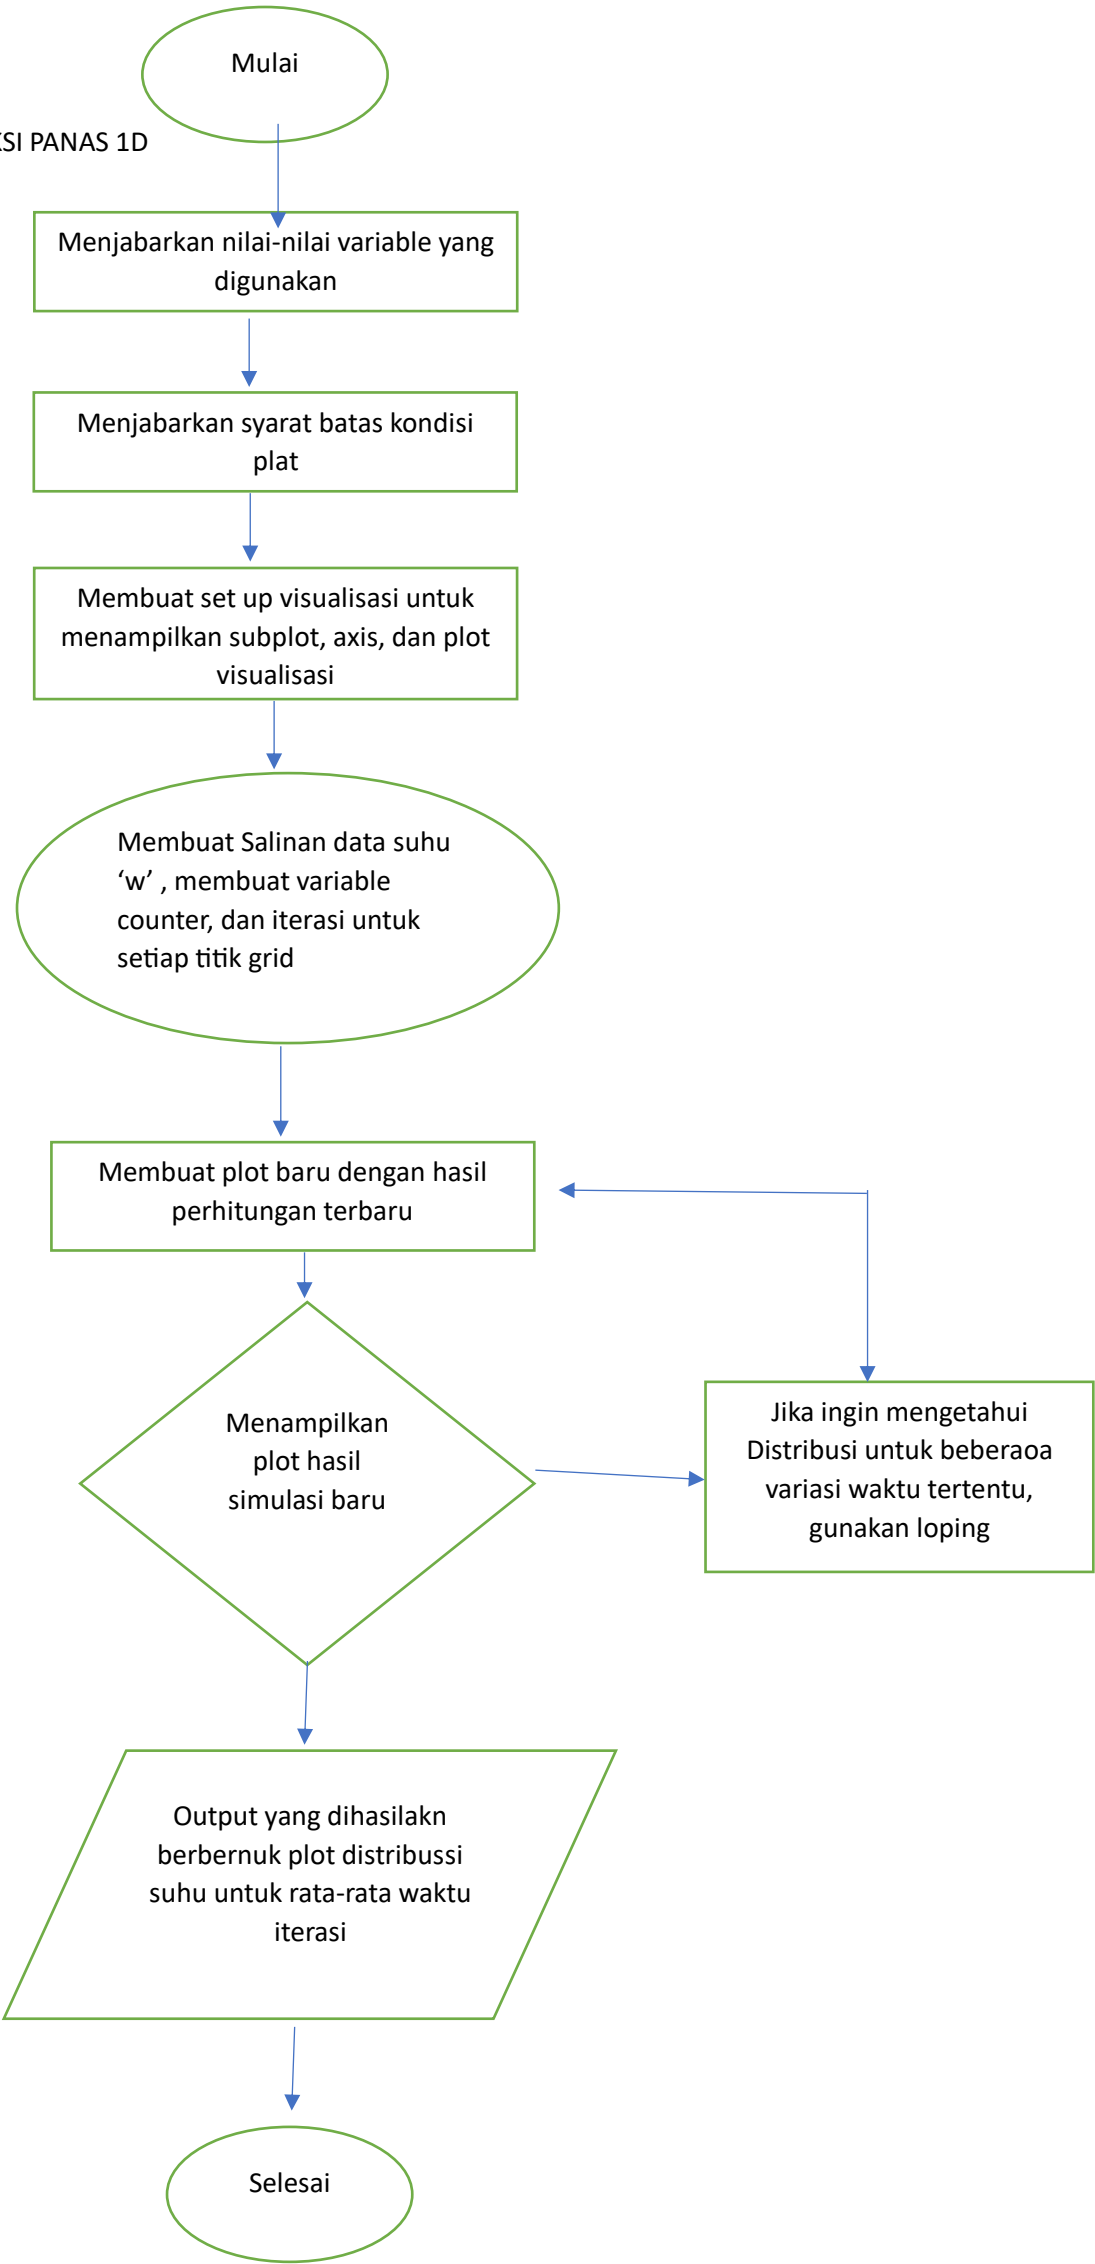 Mulai
KSI PANAS 1D
Menjabarkan nilai-nilai variable yang
digunakan
Menjabarkan syarat batas kondisi
plat
Membuat set up visualisasi untuk
menampilkan subplot, axis, dan plot
visualisasi
Membuat Salinan data suhu
‘w’ , membuat variable
counter, dan iterasi untuk
setiap titik grid
Membuat plot baru dengan hasil
perhitungan terbaru
Menampilkan
plot hasil
simulasi baru
Jika ingin mengetahui
Distribusi untuk beberaoa
variasi waktu tertentu,
gunakan loping
Output yang dihasilakn
berbernuk plot distribussi
suhu untuk rata-rata waktu
iterasi
Selesai